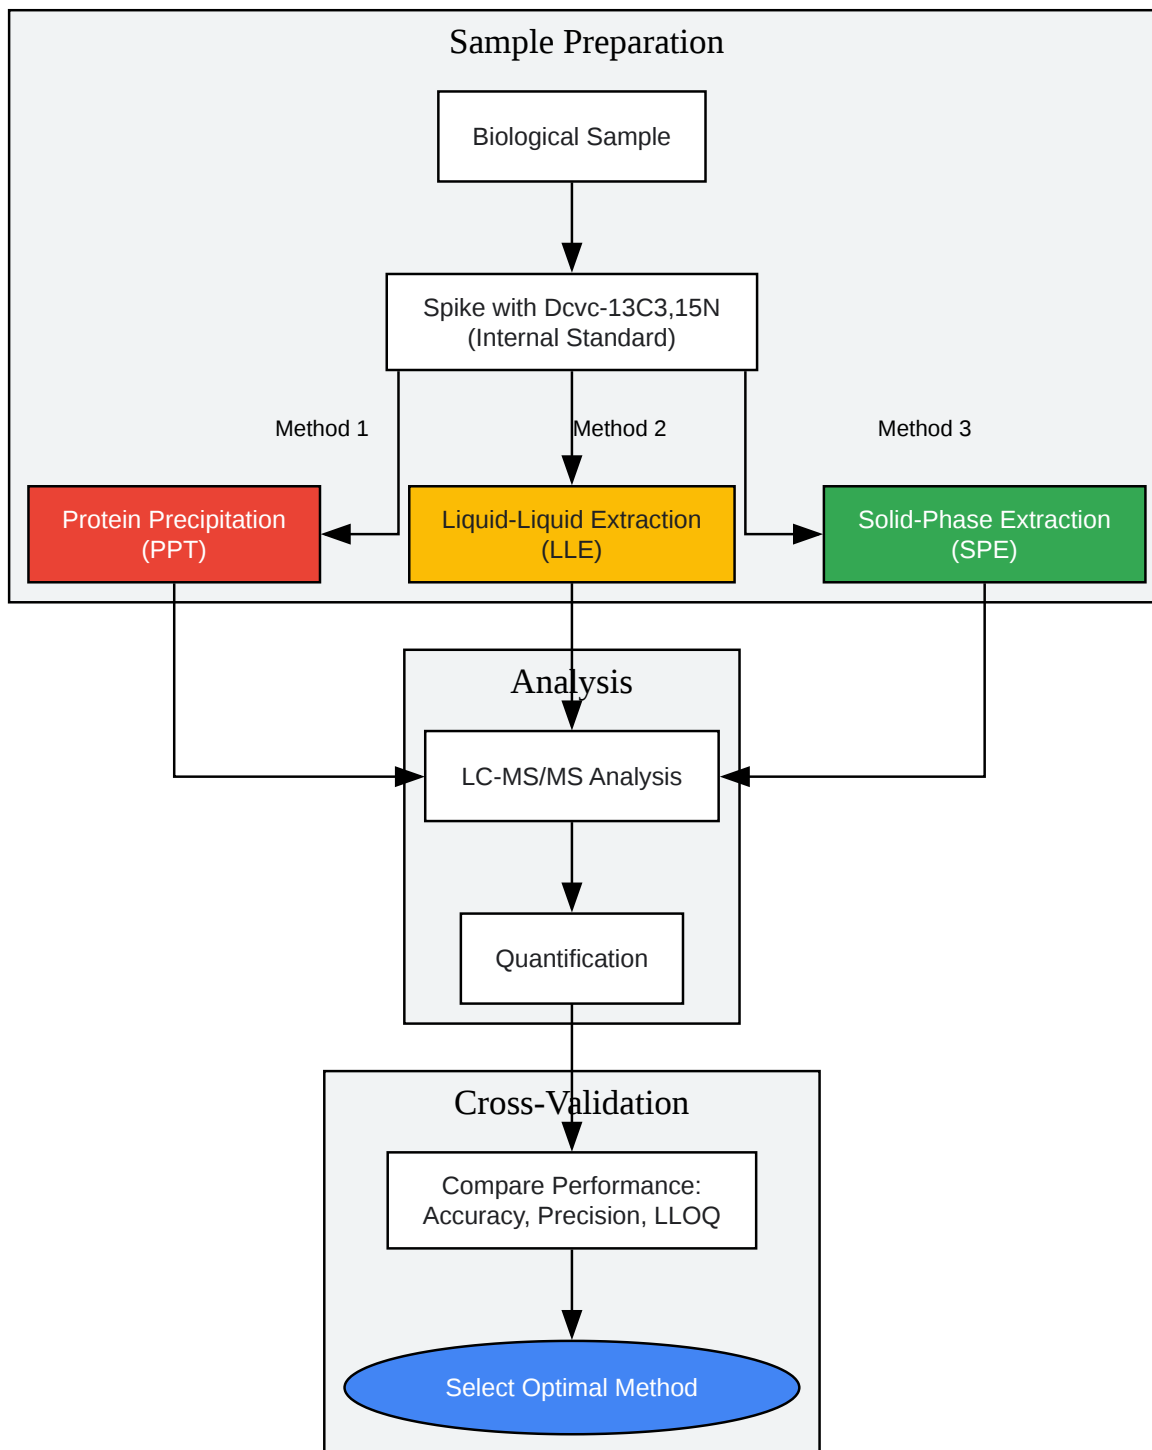 Sample Preparation
Biological Sample
Spike with Dcvc-13C3,15N
(Internal Standard)
Method 1
Method 2
Method 3
Protein Precipitation
(PPT)
Liquid-Liquid Extraction
(LLE)
Solid-Phase Extraction
(SPE)
Analysis
LC-MS/MS Analysis
Quantification
Cross-Validation
Compare Performance:
Accuracy, Precision, LLOQ
Select Optimal Method